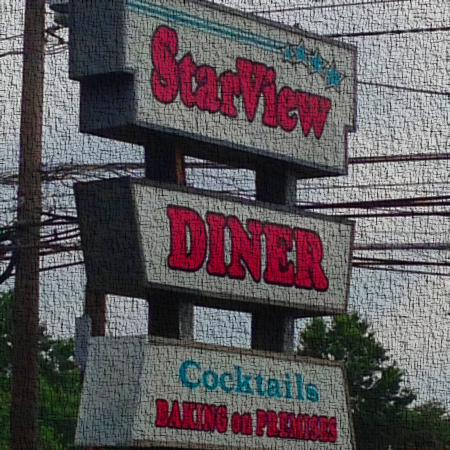 StarView
DINER
Cocktails
BAKING on PREMISES